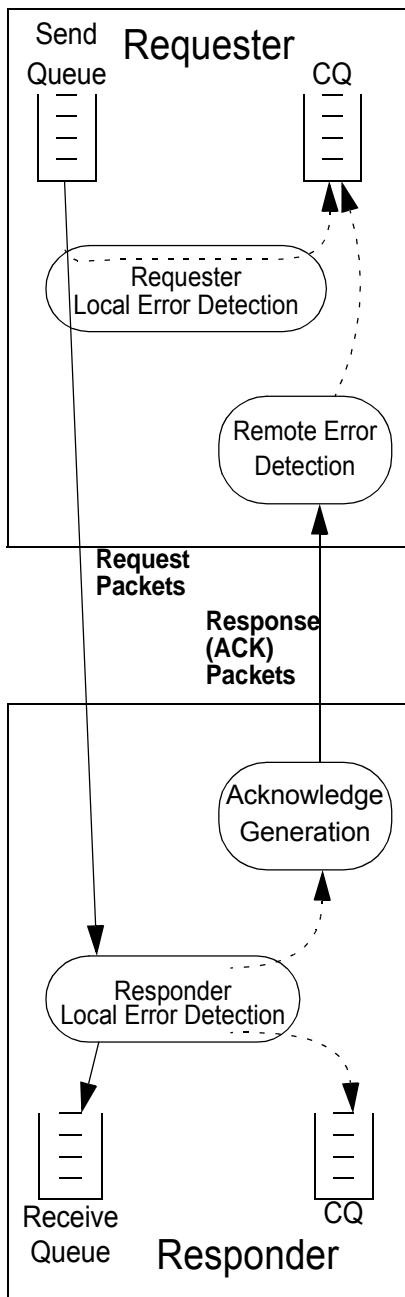 Send
Queue
Requester
CQ
Requester
Local Error Detection
Remote Error
Detection
Request
Packets
Response
(ACK)
Packets
Acknowledge
Generation
Responder
Local Error Detection
Receive
Queue
CQ
Responder